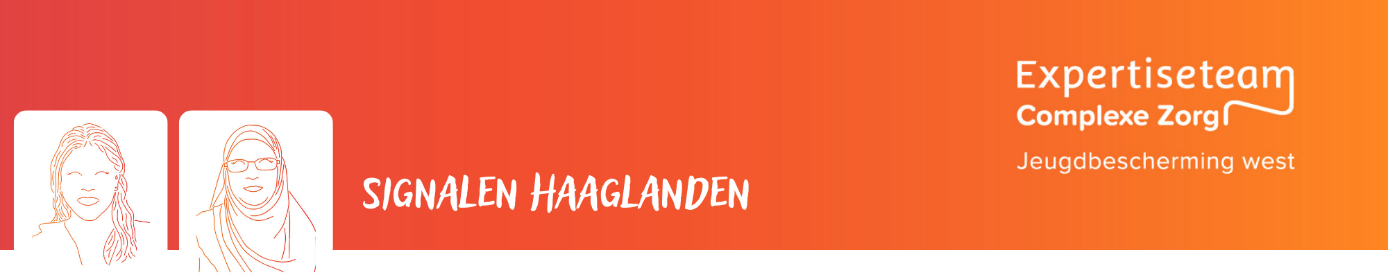 Expertiseteam
Complexe Zorg
Jeugdbescherming west
SIGNALEN HAAGLANDEN